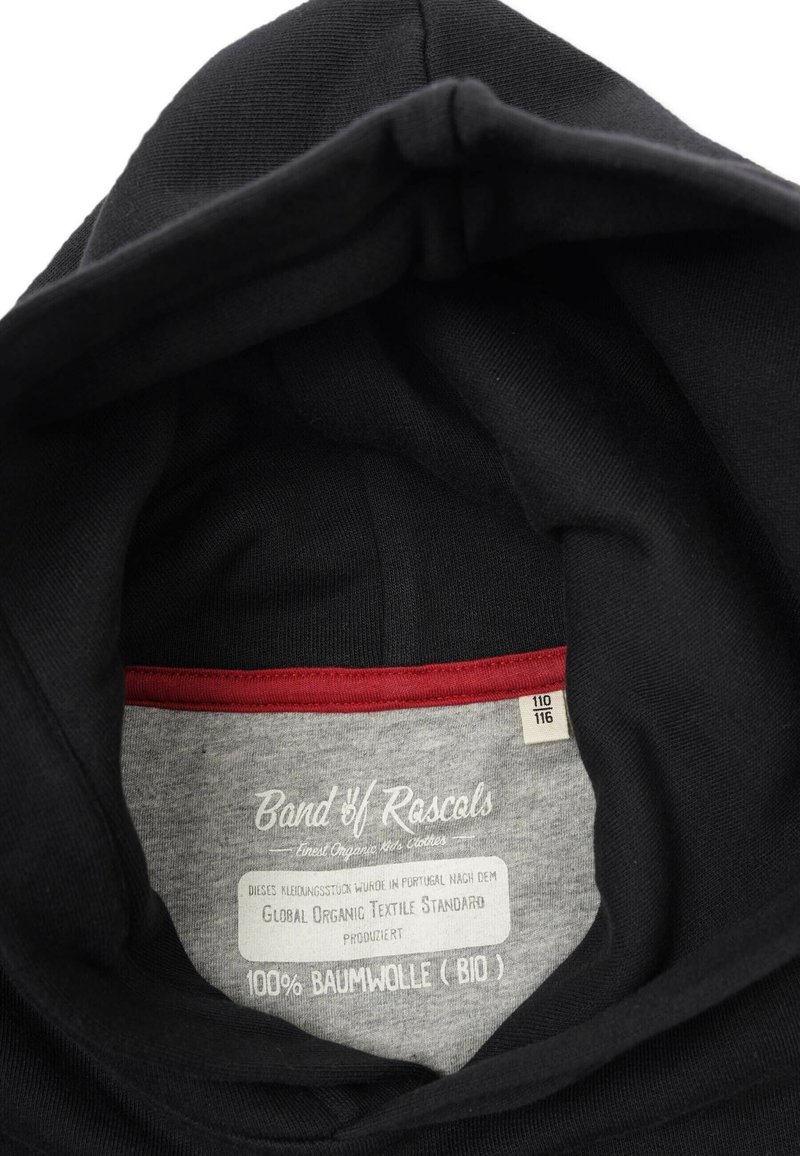 110
116
Band of Rascals
Finest Organic Kids Clothes
DIESES KLEIDUNGSSTÜCK WURDE IN PORTUGAL NACH DEM
GLOBAL ORGANIC TEXTILE STANDARD
PRODUZIERT
100% BAUMWOLLE ( BIO )